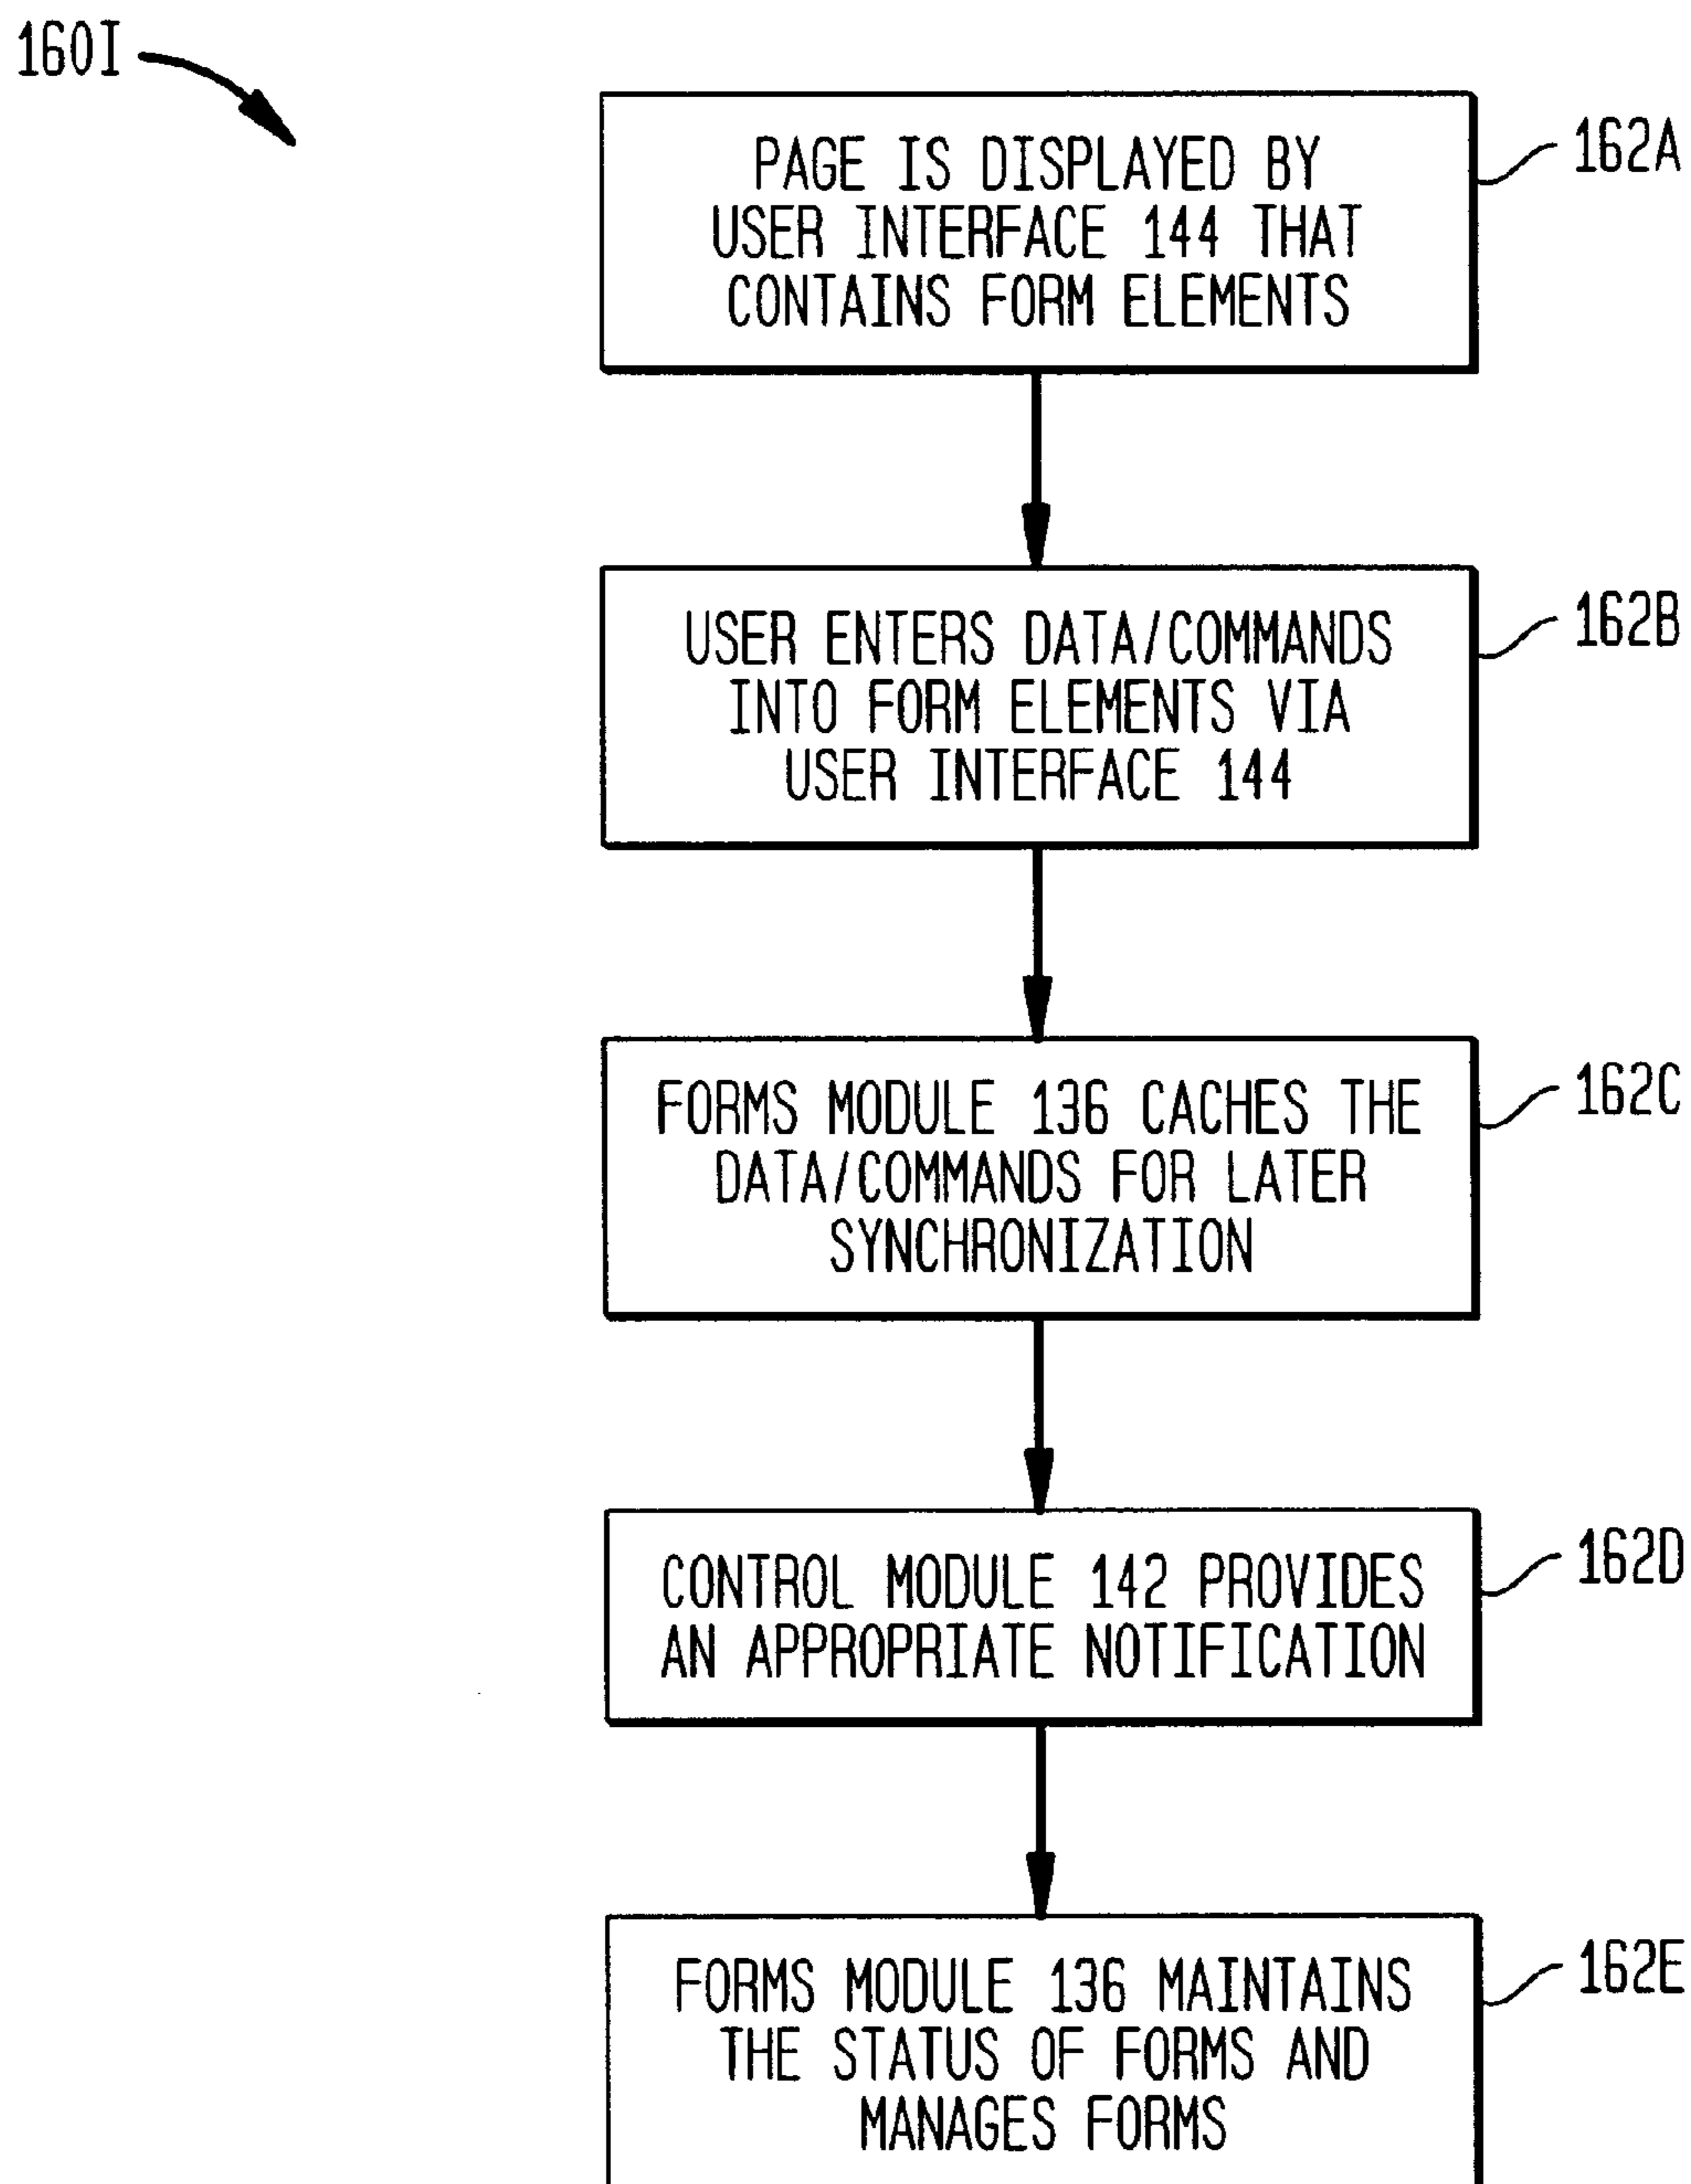 160I
PAGE IS DISPLAYED BY
USER INTERFACE 144 THAT
CONTAINS FORM ELEMENTS
162A
USER ENTERS DATA/COMMANDS
INTO FORM ELEMENTS VIA
USER INTERFACE 144
162B
FORMS MODULE 136 CACHES THE
DATA/COMMANDS FOR LATER
SYNCHRONIZATION
162C
CONTROL MODULE 142 PROVIDES
AN APPROPRIATE NOTIFICATION
162D
FORMS MODULE 136 MAINTAINS
THE STATUS OF FORMS AND
MANAGES FORMS
162E